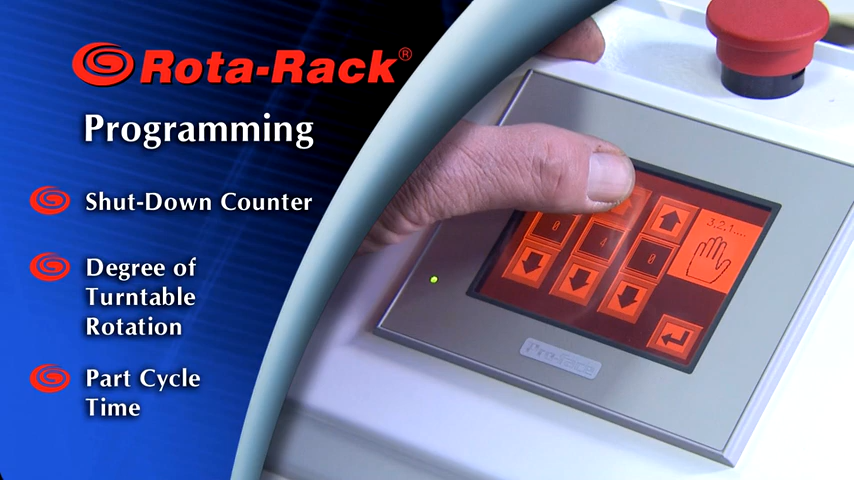 Rota-Rack®
Programming
Shut-Down Counter
Degree of
Turntable
Rotation
Part Cycle
Time
3.2.1....
0
4
0
Pro-face